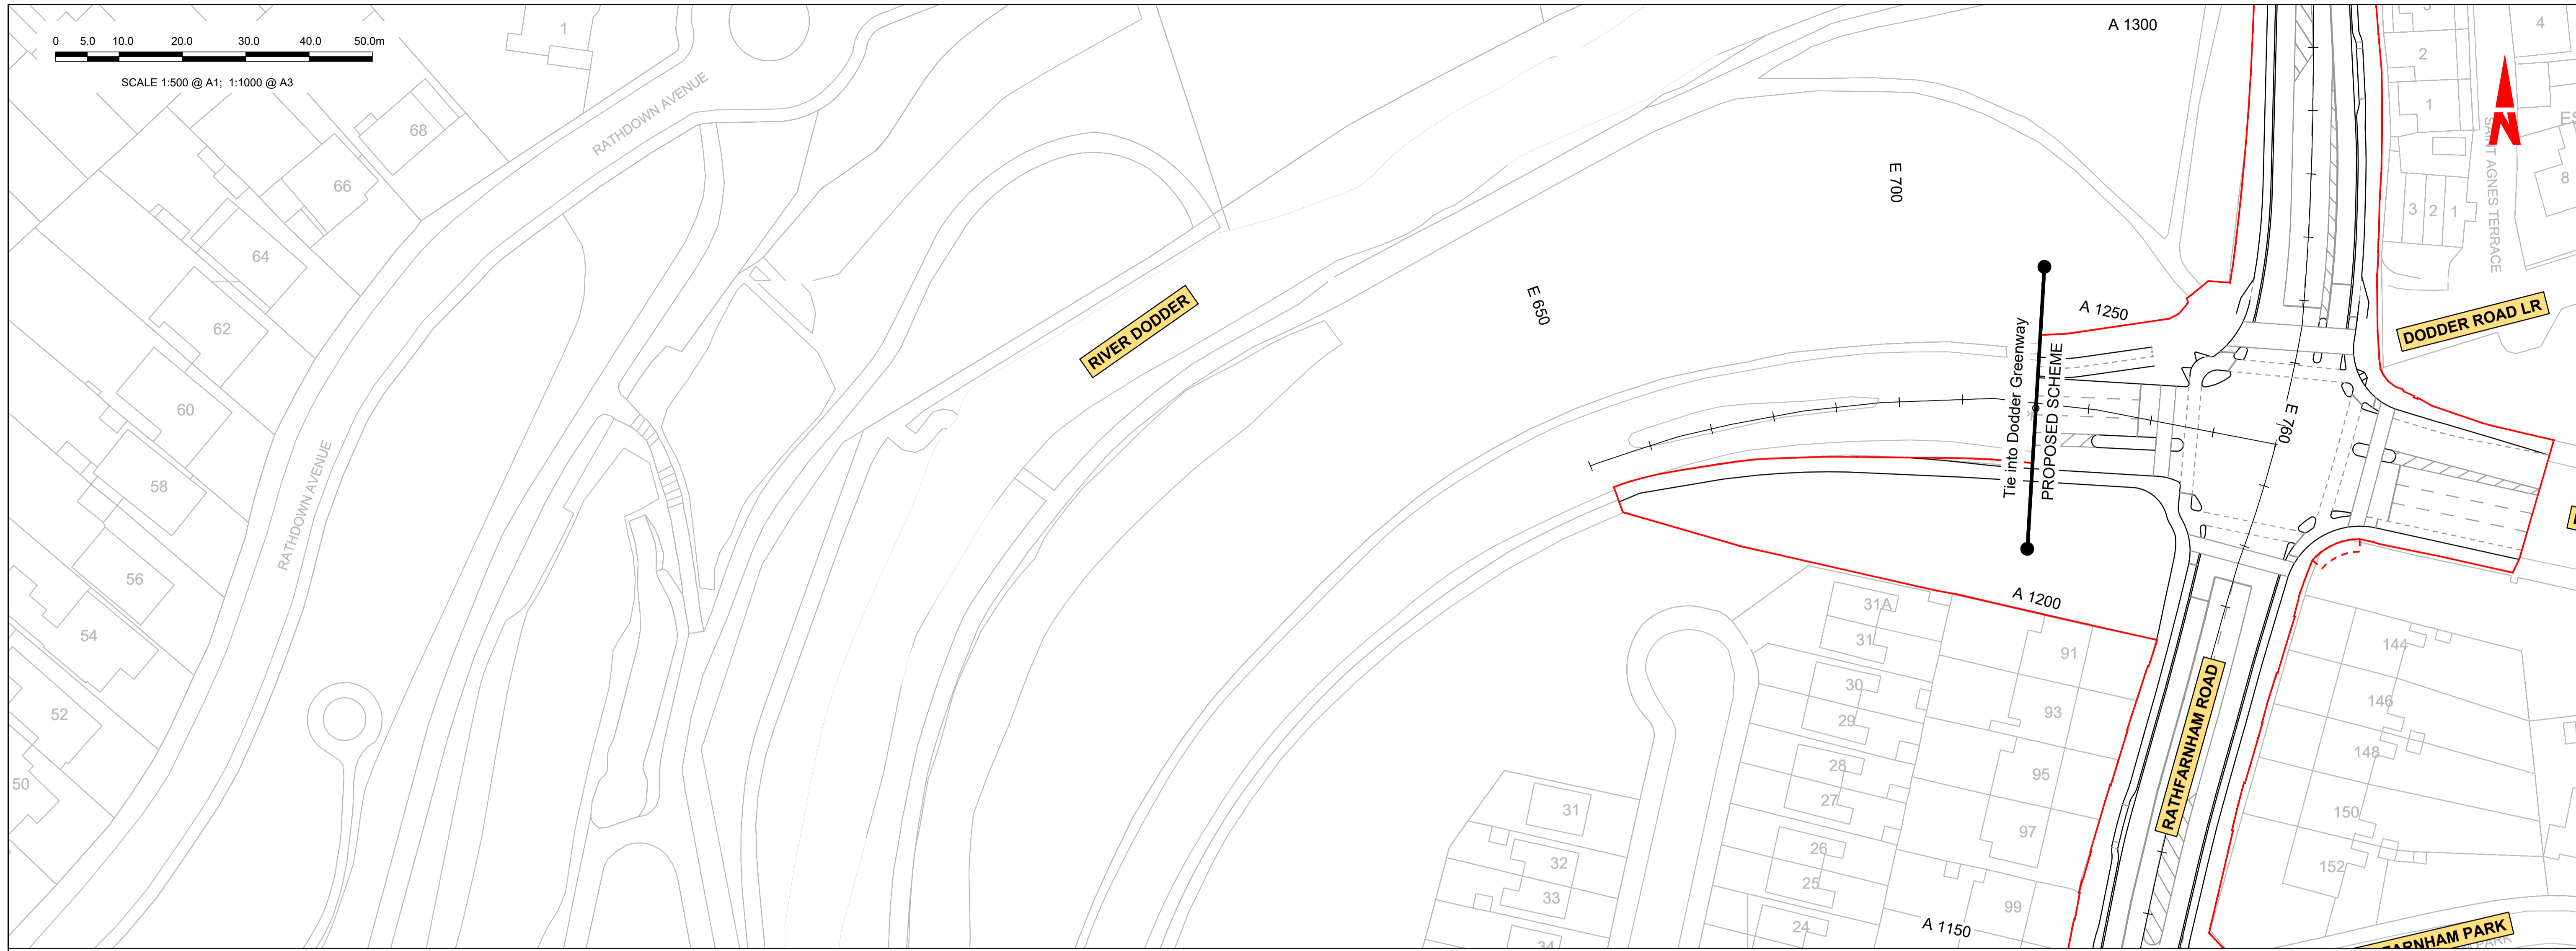 0 5.0 10.0 20.0 30.0 40.0 50.0m
SCALE 1:500 @ A1; 1:1000 @ A3
1
68
66
64
62
60
58
56
54
52
50
RATHDOWN AVENUE
RATHDOWN AVENUE
RIVER DODDER
A 1300
E 700
E 650
A 1250
Tie into Dodder Greenway
PROPOSED SCHEME
E 760
A 1200
A 1150
3
2
1
4
8
3 2 1
SAINT AGNES TERRACE
N
DODDER ROAD LR
RATHFARNHAM ROAD
31A
31
30
29
28
27
26
25
24
31
32
33
34
91
93
95
97
99
144
146
148
150
152